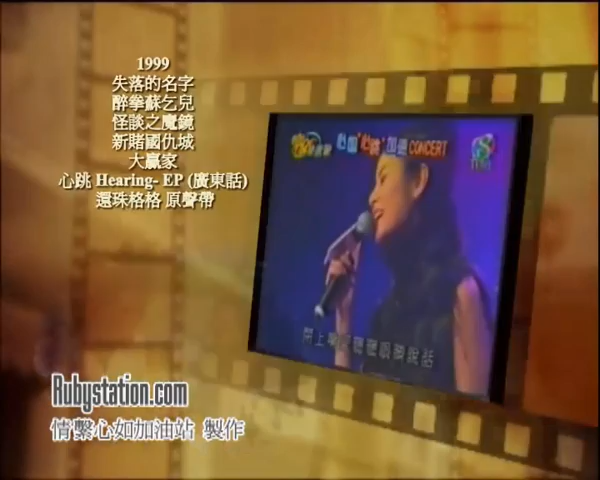 1999
失落的名字
醉拳蘇乞兒
怪談之魔鏡
新賭國仇城
大贏家
心跳 Hearing- EP (廣東話)
還珠格格 原聲帶
CONCERT
Rubystation.com
情繫心如加油站 製作